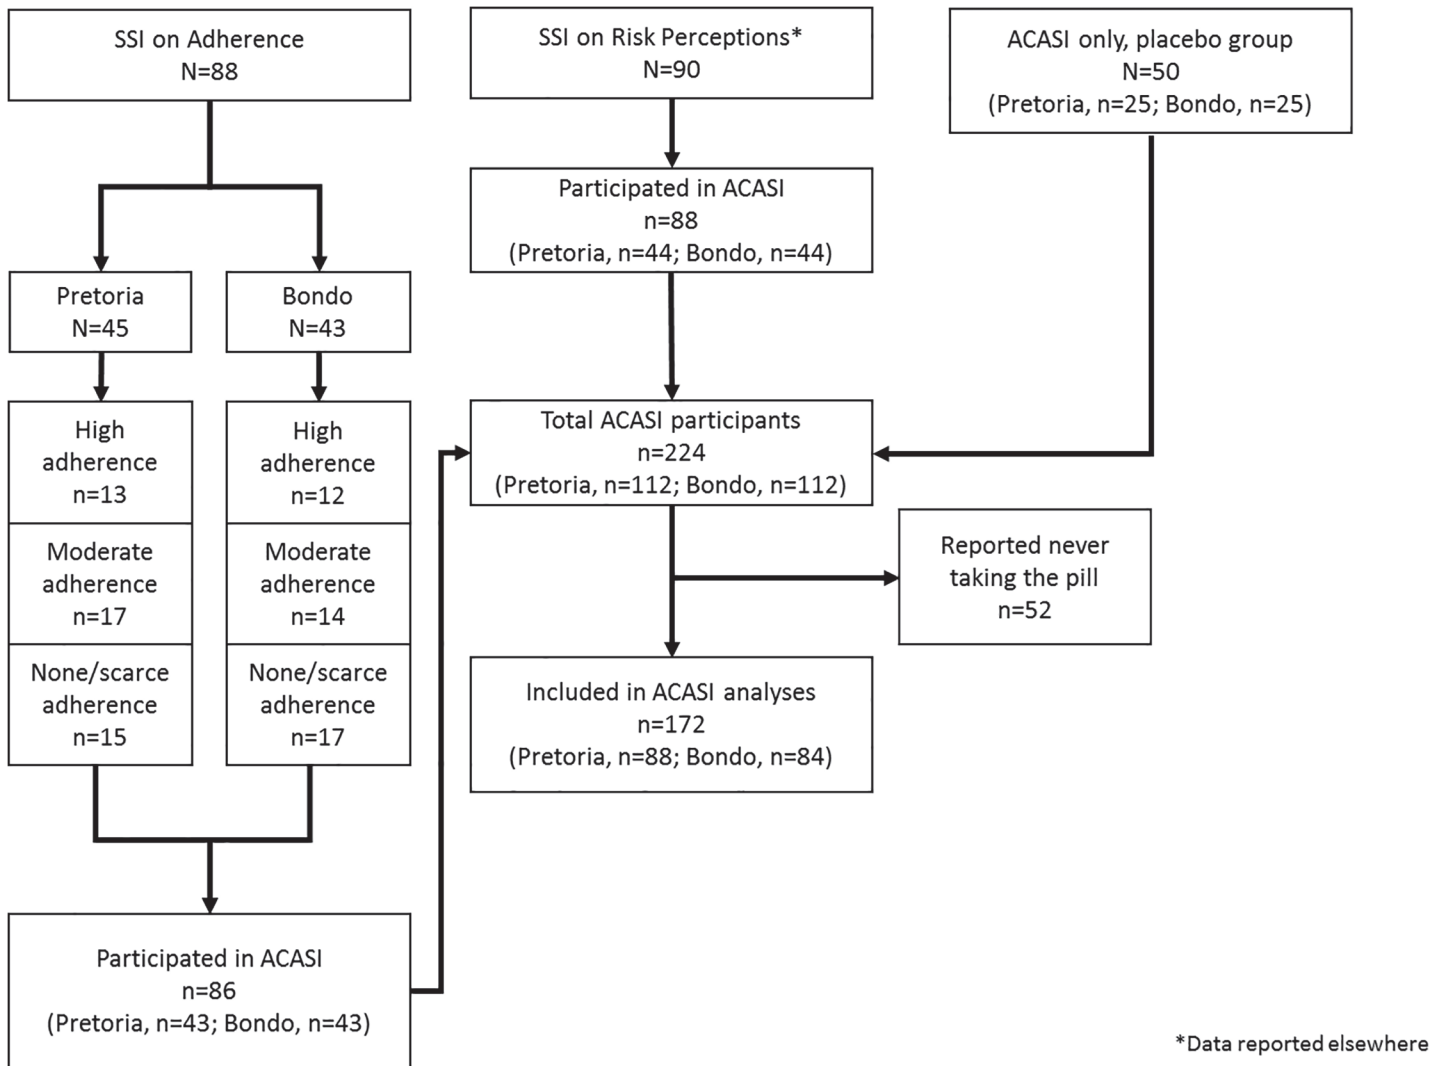 SSI on Adherence
N=88
SSI on Risk Perceptions*
N=90
ACASI only, placebo group
N=50
(Pretoria, n=25; Bondo, n=25)
Participated in ACASI
n=88
(Pretoria, n=44; Bondo, n=44)
Pretoria
N=45
Bondo
N=43
High
adherence
n=13
Moderate
adherence
n=17
None/scarce
adherence
n=15
High
adherence
n=12
Moderate
adherence
n=14
None/scarce
adherence
n=17
Total ACASI participants
n=224
(Pretoria, n=112; Bondo, n=112)
Reported never
taking the pill
n=52
Included in ACASI analyses
n=172
(Pretoria, n=88; Bondo, n=84)
Participated in ACASI
n=86
(Pretoria, n=43; Bondo, n=43)
*Data reported elsewhere